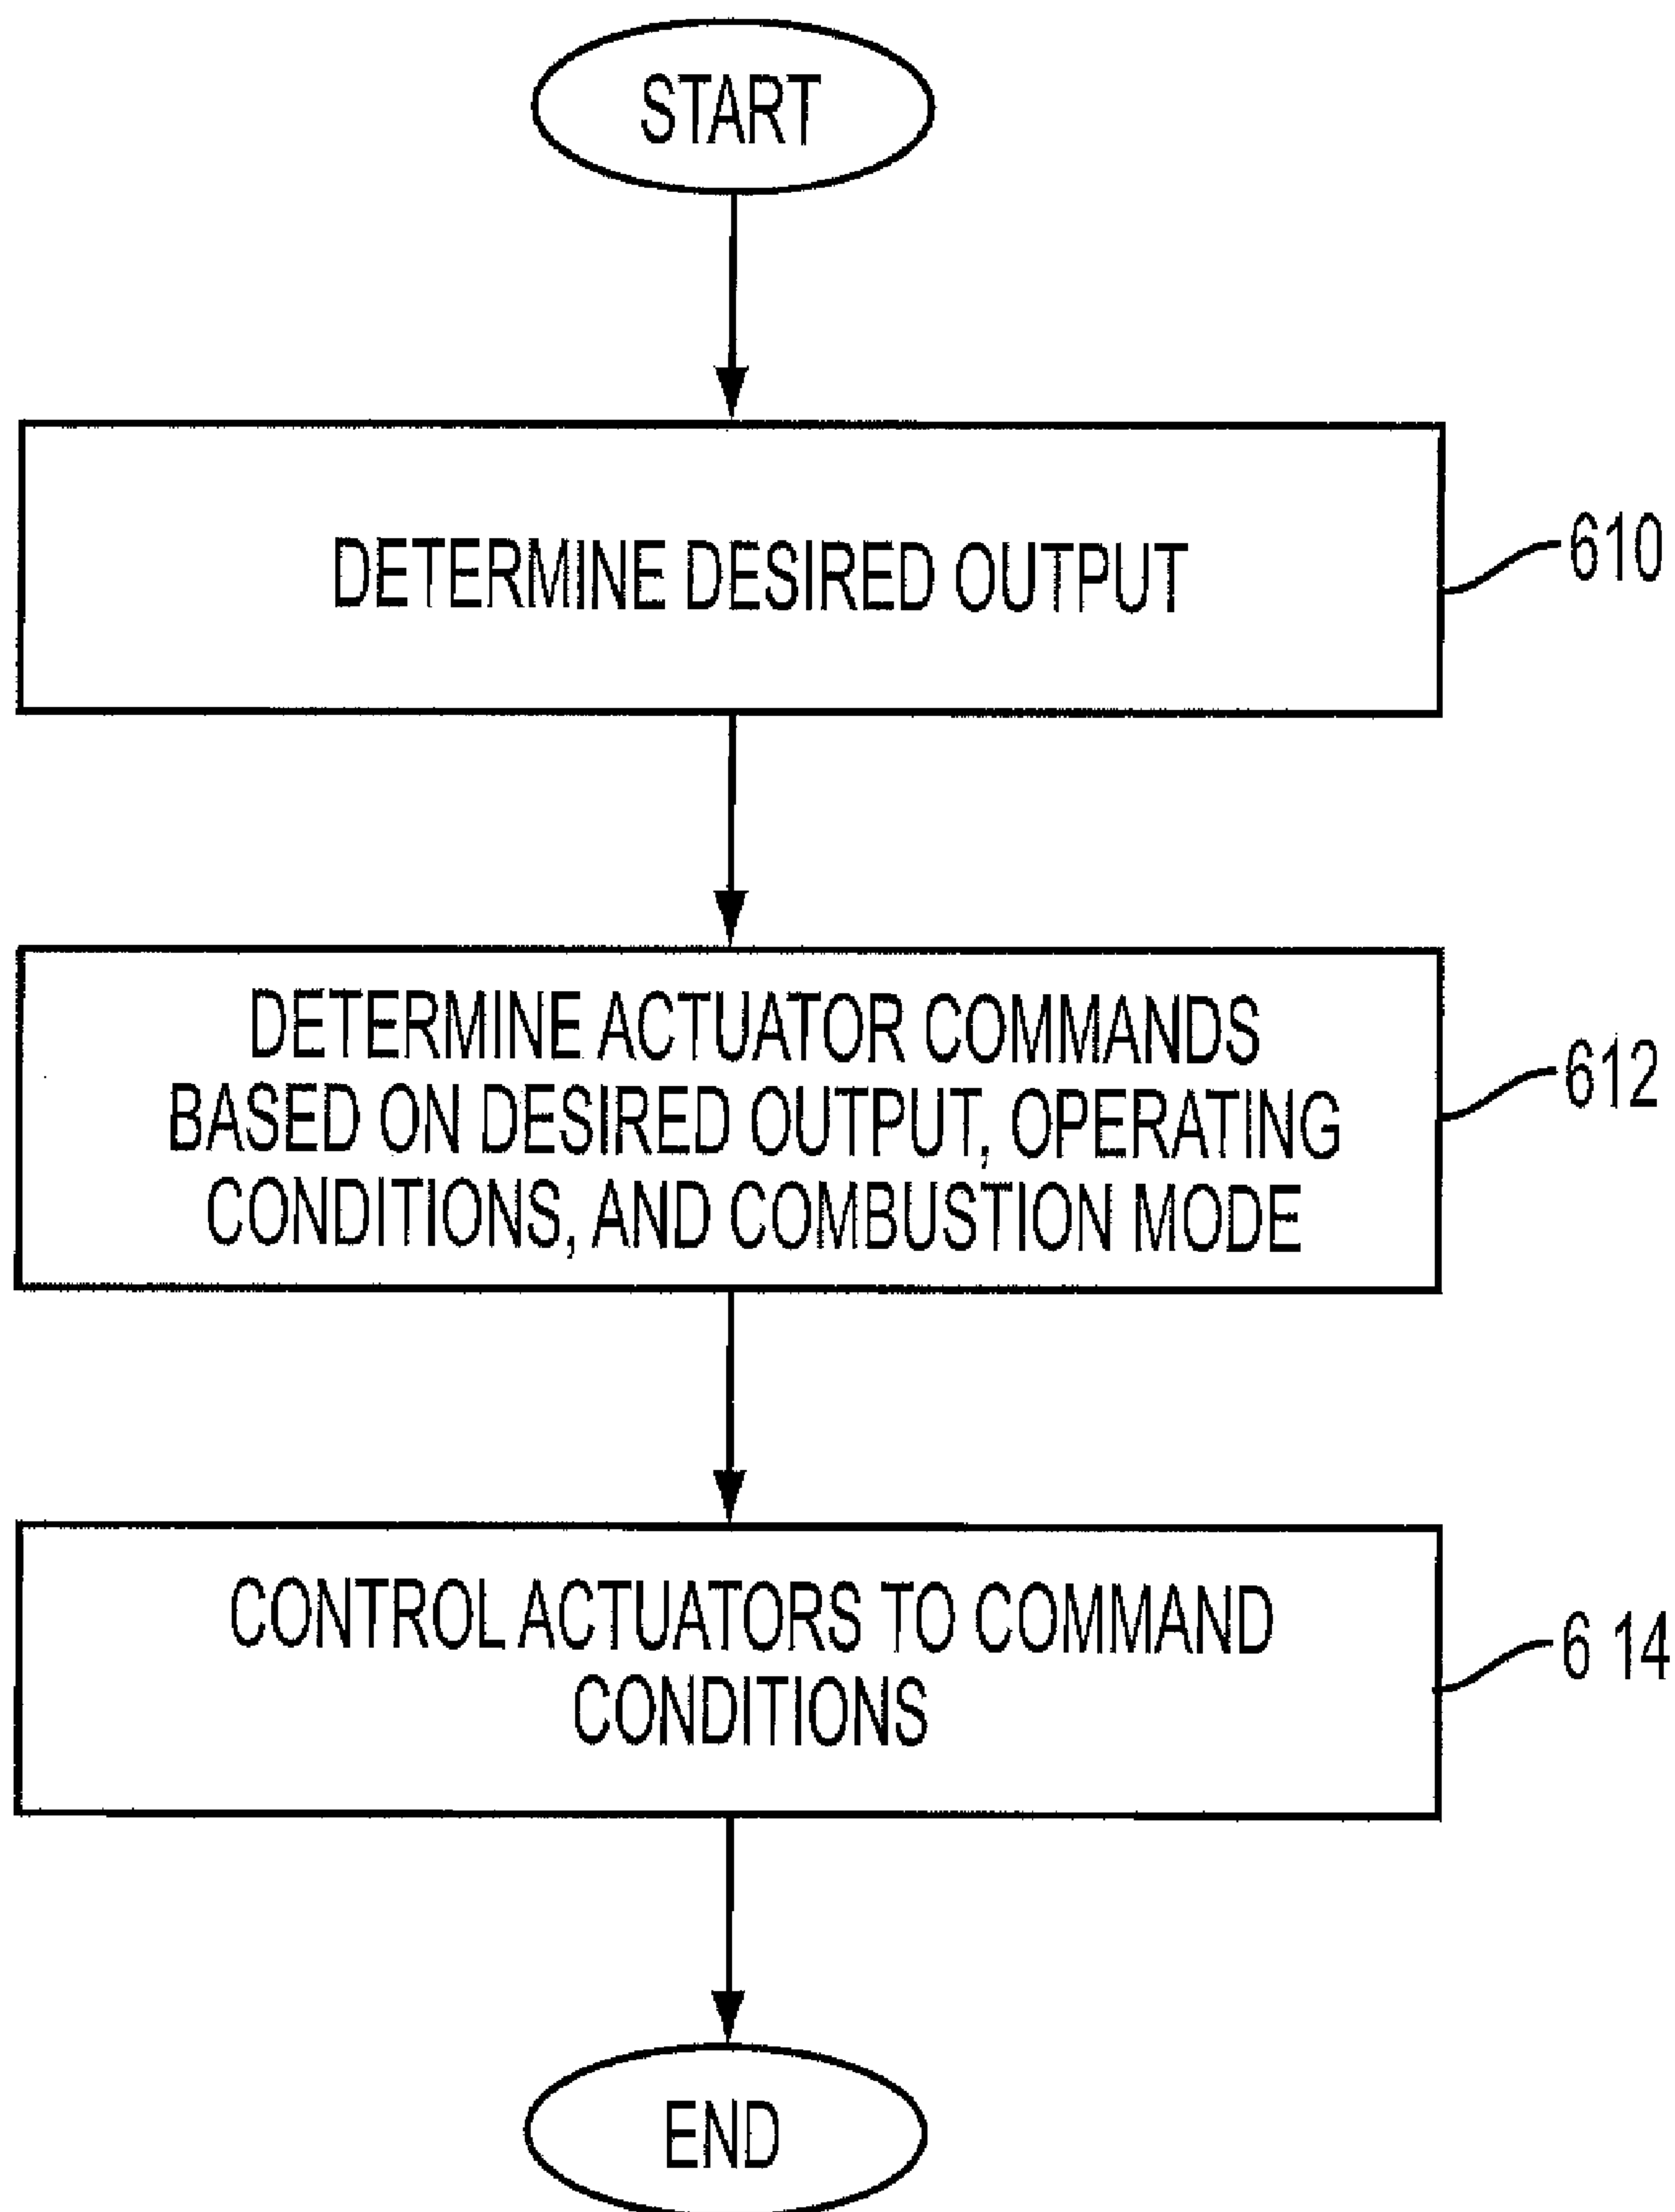 START
DETERMINE DESIRED OUTPUT
610
DETERMINE ACTUATOR COMMANDS
BASED ON DESIRED OUTPUT, OPERATING
CONDITIONS, AND COMBUSTION MODE
612
CONTROL ACTUATORS TO COMMAND
CONDITIONS
6 14
END